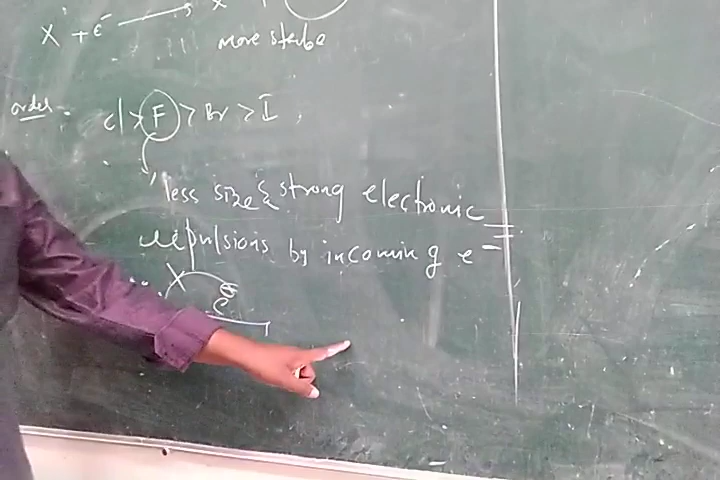 X + e⁻ → X
more stable
order - Cl > F > Br > I,
less size & strong electronic
repulsions by incoming e⁻
X